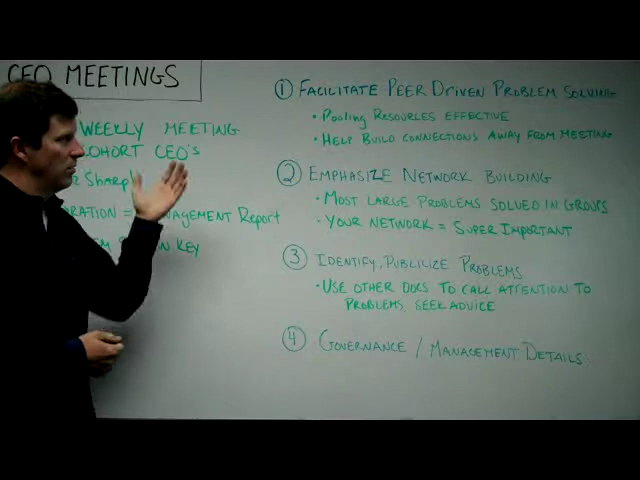 CEO MEETINGS
WEEKLY MEETING
COHORT CEO'S
Sharp
= Management Report
KEY
① FACILITATE PEER DRIVEN PROBLEM SOLVING
• Pooling Resources EFFECTIVE
• HELP BUILD CONNECTIONS AWAY FROM MEETING
② EMPHASIZE NETWORK BUILDING
• MOST LARGE PROBLEMS SOLVED IN GROUPS
• YOUR NETWORK = SUPER IMPORTANT
③ IDENTIFY, PUBLICIZE PROBLEMS
• USE OTHER DOCS TO CALL ATTENTION TO
PROBLEMS, SEEK ADVICE
④ GOVERNANCE / MANAGEMENT DETAILS